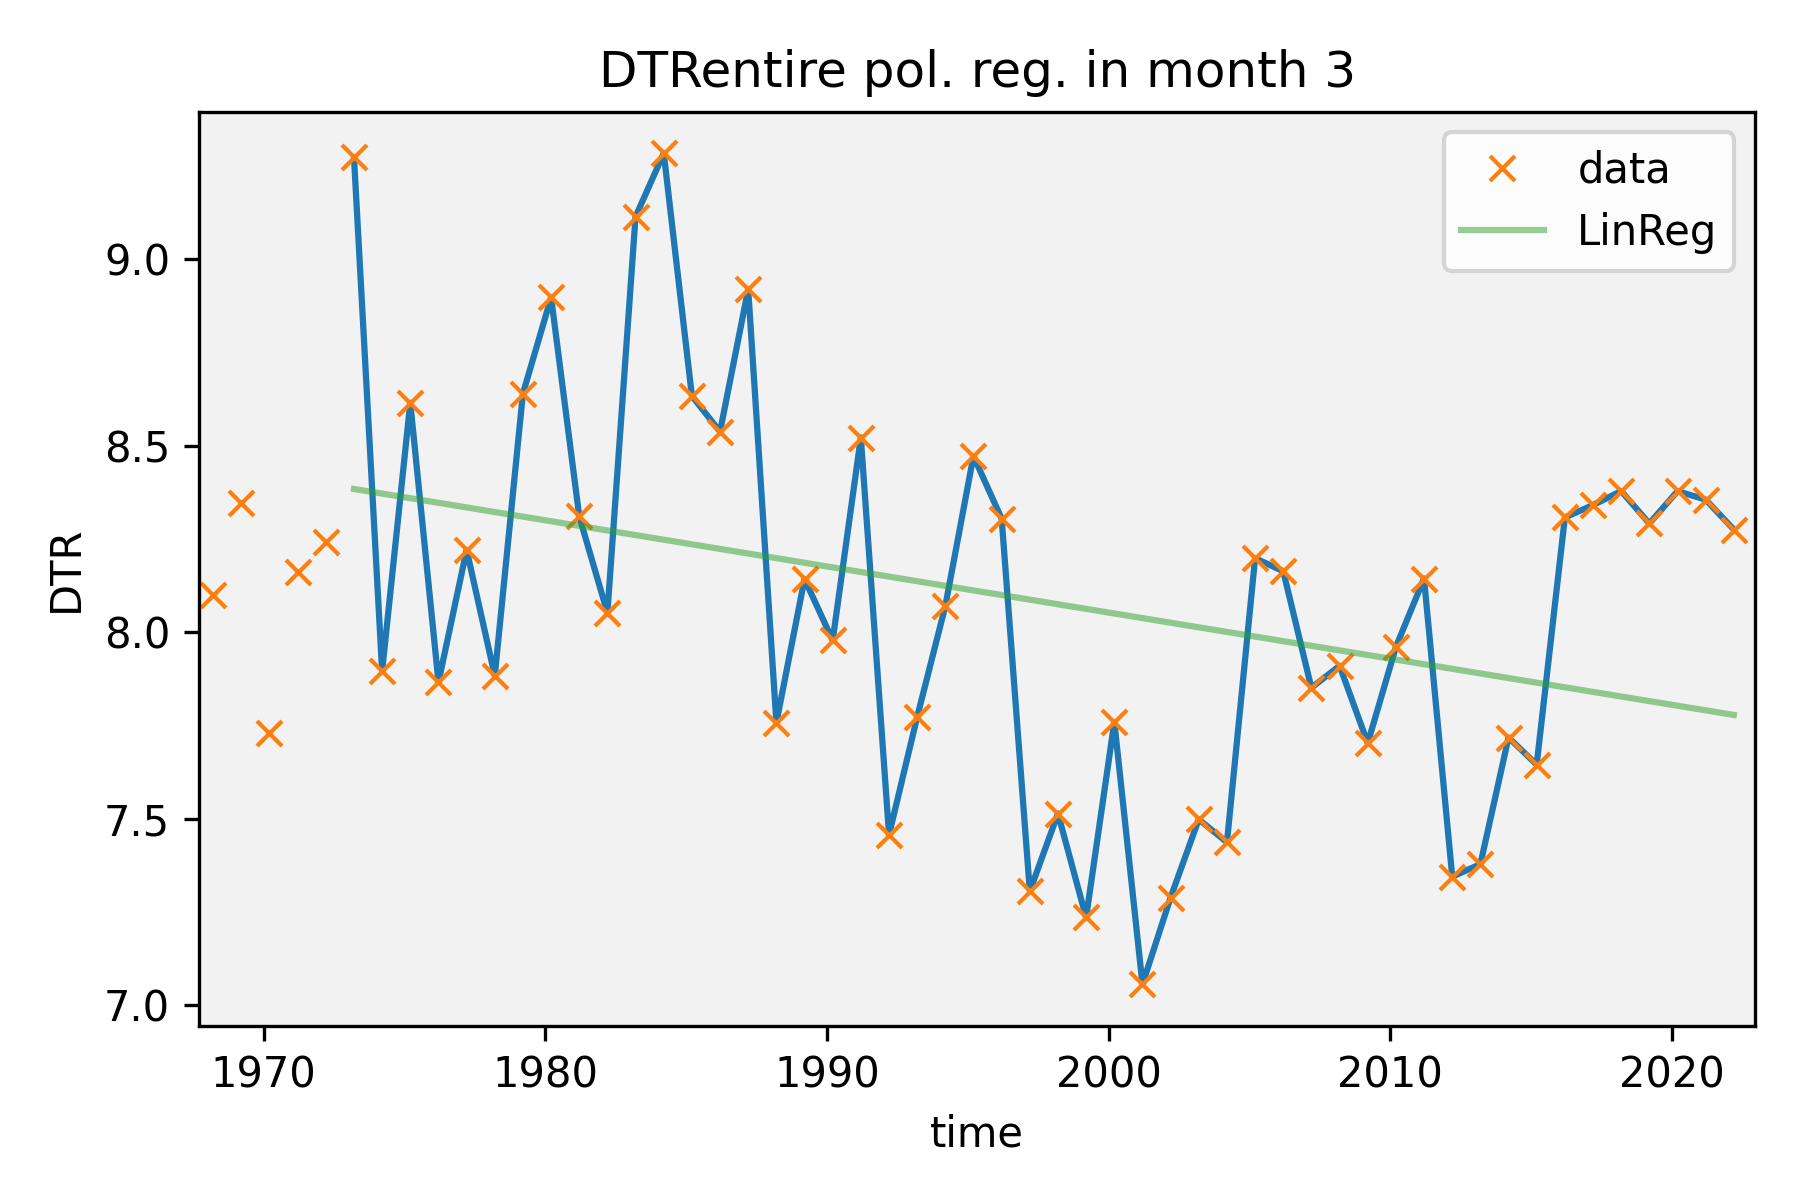 DTRentire pol. reg. in month 3
data
LinReg
9.0
8.5
8.0
7.5
7.0
DTR
1970 1980 1990 2000 2010 2020
time